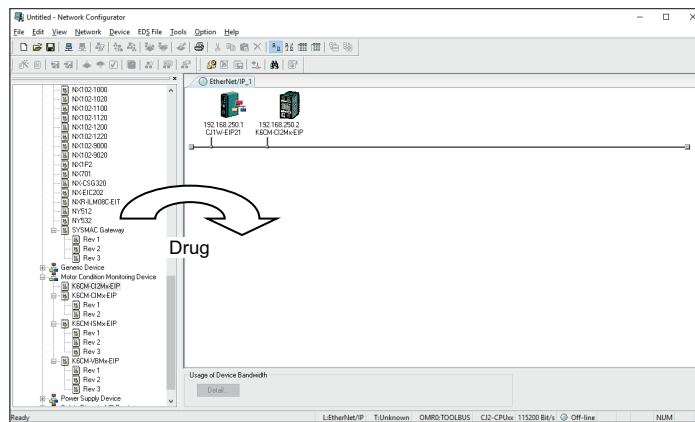 Untitled - Network Configurator
File Edit View Network Device EDS File Tools Option Help
NX102-1000
NX102-1020
NX102-1100
NX102-1120
NX102-1200
NX102-1220
NX102-9000
NX102-9020
NX1P2
NX701
NX-CSG320
NX-EIC202
NXR-ILM08C-EIT
NY512
NY532
SYSMAC Gateway
Rev 1
Rev 2
Rev 3
Generic Device
Motor Condition Monitoring Device
K6CM-CI2Mx-EIP
K6CM-CIMx-EIP
Rev 1
Rev 2
K6CM-ISMx-EIP
Rev 1
Rev 2
Rev 3
K6CM-VBMx-EIP
Rev 1
Rev 2
Rev 3
Power Supply Device
EtherNet/IP_1
192.168.250.1
CJ1W-EIP21
192.168.250.2
K6CM-CI2Mx-EIP
Drug
Usage of Device Bandwidth
Detail...
Ready L:EtherNet/IP T:Unknown OMR0:TOOLBUS CJ2-CPUxx 115200 Bit/s Off-line NUM